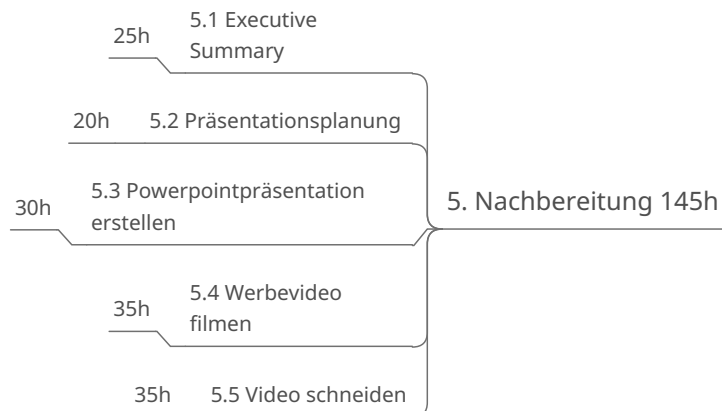 25h
5.1 Executive
Summary
20h
5.2 Präsentationsplanung
30h
5.3 Powerpointpräsentation
erstellen
5. Nachbereitung 145h
35h
5.4 Werbevideo
filmen
35h
5.5 Video schneiden